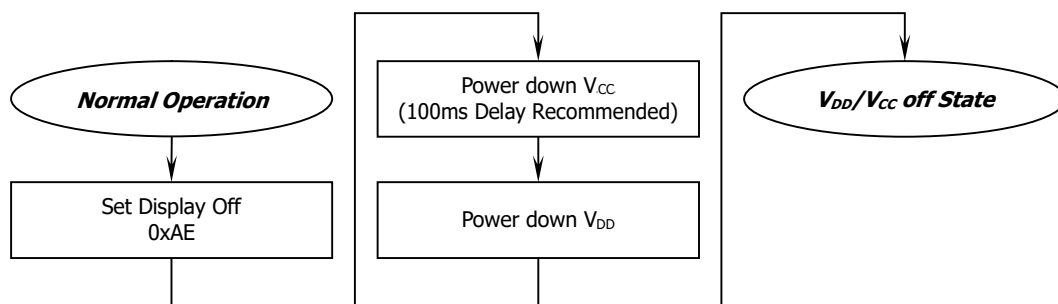 Normal Operation
Set Display Off
0xAE
Power down VCC
(100ms Delay Recommended)
Power down VDD
VDD/VCC off State